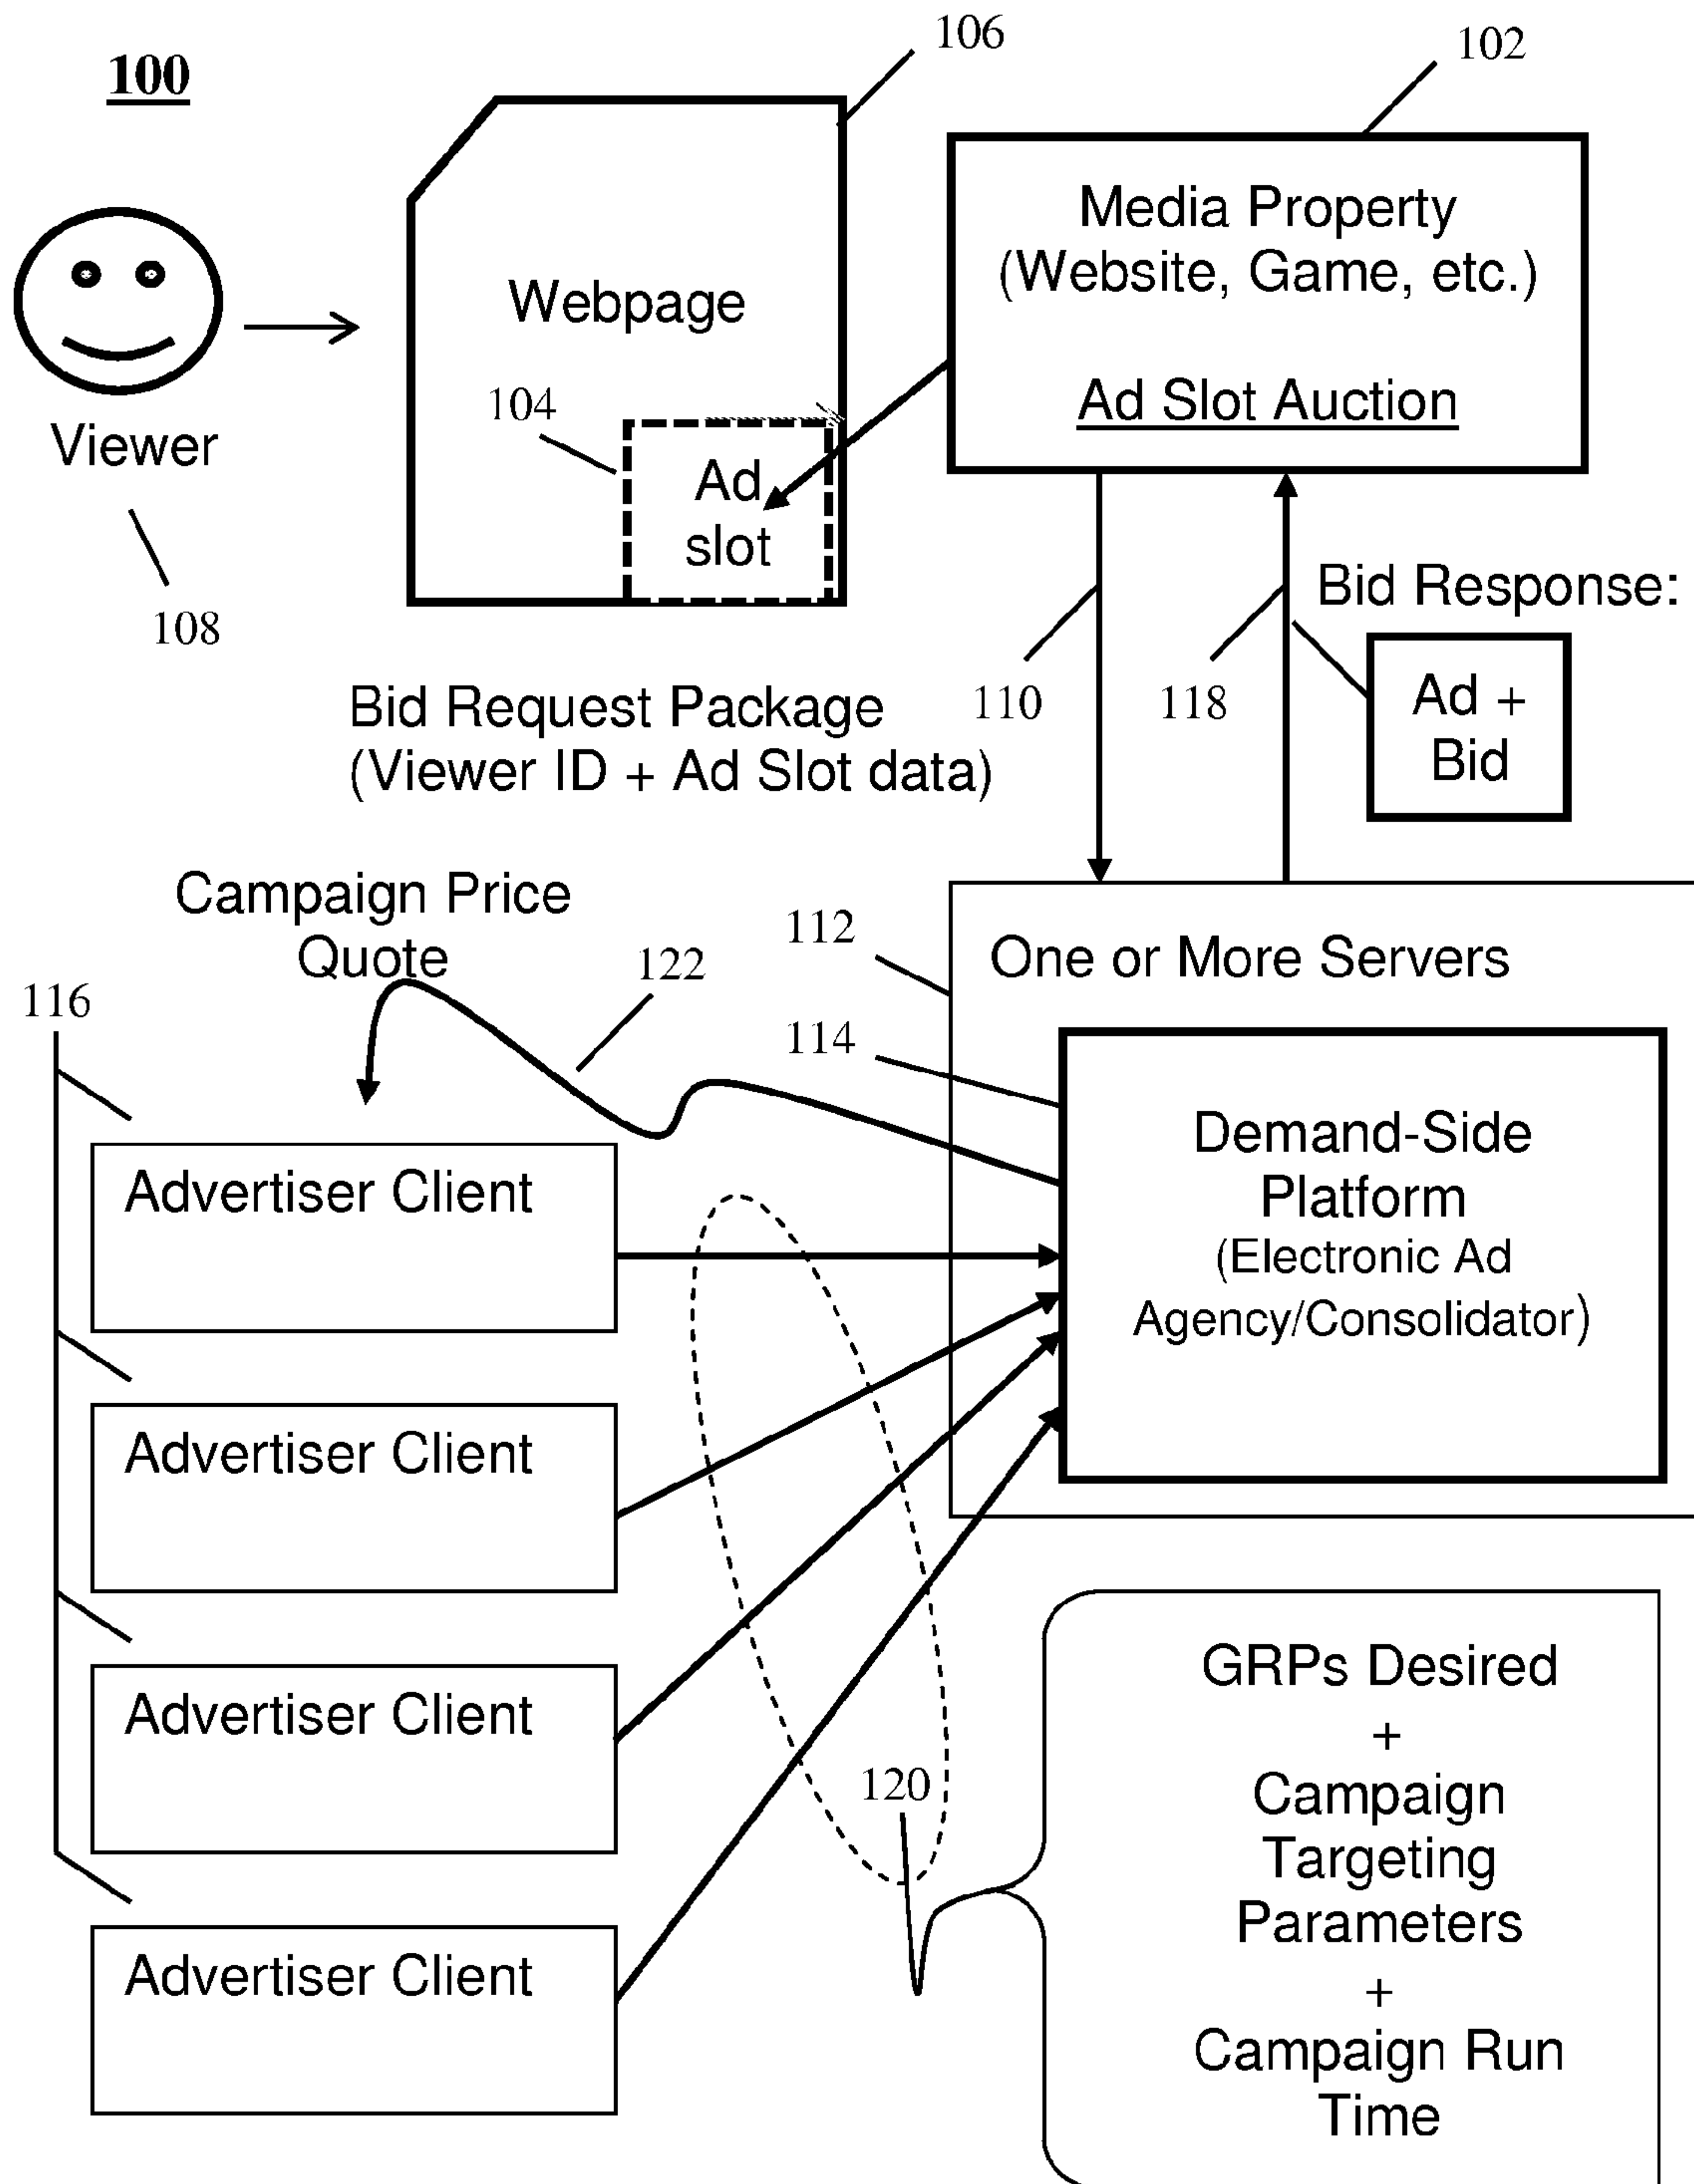 100
106
102
Media Property
(Website, Game, etc.)
Ad Slot Auction
Webpage
Viewer
104
Ad
slot
108
Bid Response:
Ad +
Bid
110
118
Bid Request Package
(Viewer ID + Ad Slot data)
Campaign Price
Quote
122
112
One or More Servers
116
114
Demand-Side
Platform
(Electronic Ad
Agency/Consolidator)
Advertiser Client
Advertiser Client
Advertiser Client
Advertiser Client
120
GRPs Desired
+
Campaign
Targeting
Parameters
+
Campaign Run
Time